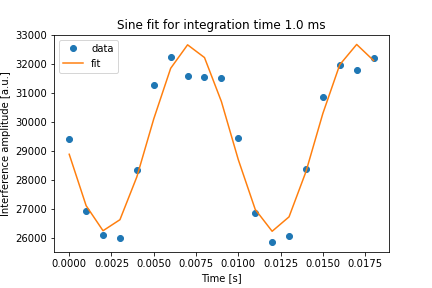 Sine fit for integration time 1.0 ms
Interference amplitude [a.u.]
33000
32000
31000
30000
29000
28000
27000
26000
data
fit
0.0000 0.0025 0.0050 0.0075 0.010 0.0125 0.0150 0.0175
Time [s]